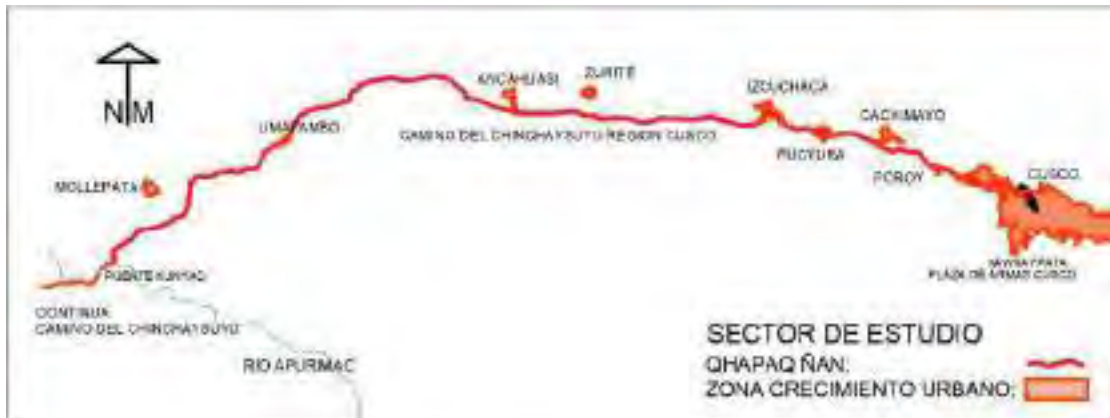 NM
ANCAHUASI
ZURITE
IZCUCHACA
CACHIMAYO
CAMINO DEL CHINCHAYSUYU REGION CUSCO
PUCYURA
POROY
CUSCO
MOLLEPATA
PLAZA DE ARMAS CUSCO
PUENTE KUNYAC
CONTINUA
CAMINO DEL CHINCHAYSUYU
RIO APURIMAC
SECTOR DE ESTUDIO
QHAPAQ ÑAN:
ZONA CRECIMIENTO URBANO: